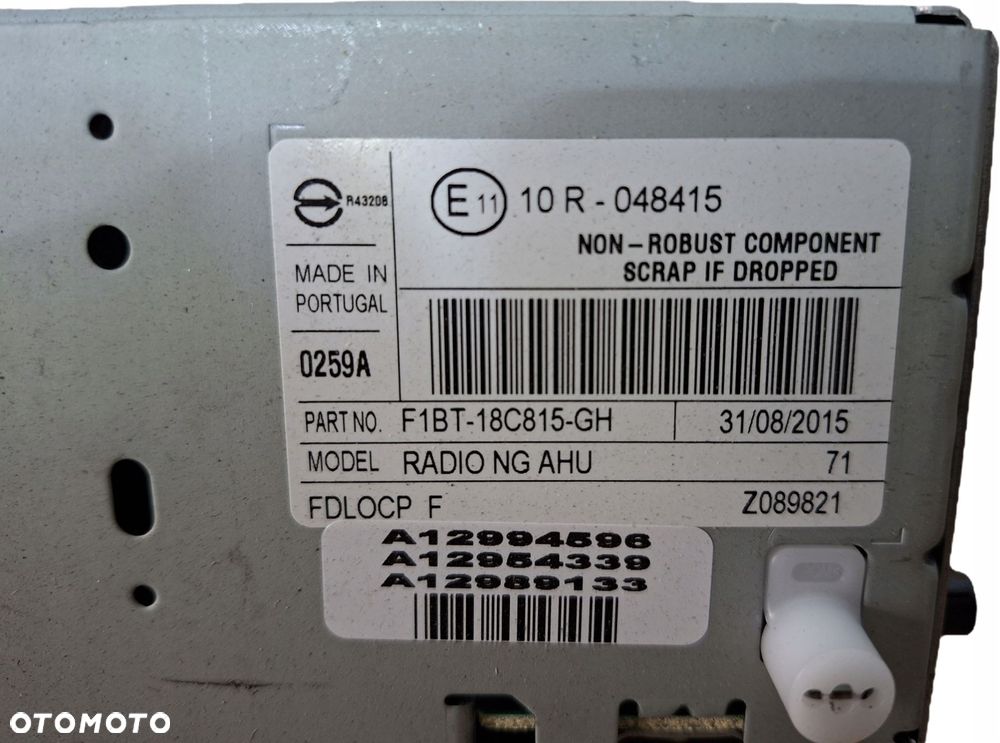 R43208
E 11 10 R - 048415
NON - ROBUST COMPONENT
SCRAP IF DROPPED
MADE IN
PORTUGAL
0259A
PART NO. F1BT-18C815-GH 31/08/2015
MODEL RADIO NG AHU 71
FDLOCP F Z089821
A12994596
A12954339
A12989133
OTOMOTO